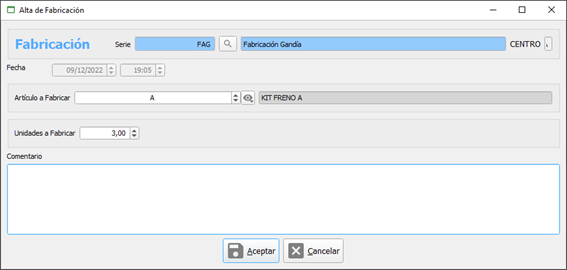 Alta de Fabricación
Fabricación Serie FAG Fabricación Gandía CENTRO
Fecha 09/12/2022 19:05
Artículo a Fabricar A KIT FRENO A
Unidades a Fabricar 3,00
Comentario
Aceptar Cancelar